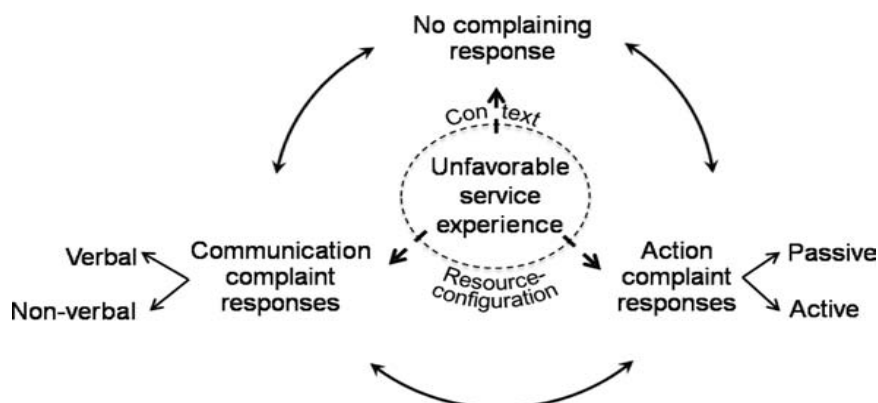 No complaining
response
Con text
Unfavorable
service
experience
Resource-
configuration
Communication
complaint
responses
Verbal
Non-verbal
Action
complaint
responses
Passive
Active